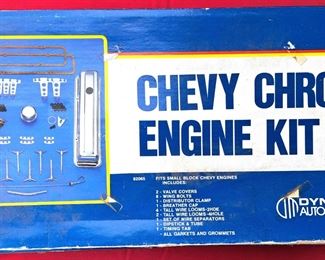 CHEVY CHRO
ENGINE KIT
82065 FITS SMALL BLOCK CHEVY ENGINES
INCLUDES:
2 - VALVE COVERS
8 - WING BOLTS
1 - DISTRIBUTOR CLAMP
1 - BREATHER CAP
4 - TALL WIRE LOOMS-2HOLE
2 - TALL WIRE LOOMS-4HOLE
1 - SET OF WIRE SEPARATORS
1 - DIPSTICK & TUBE
1 - TIMING TAB
- ALL GASKETS AND GROMMETS
DYN
AUTO